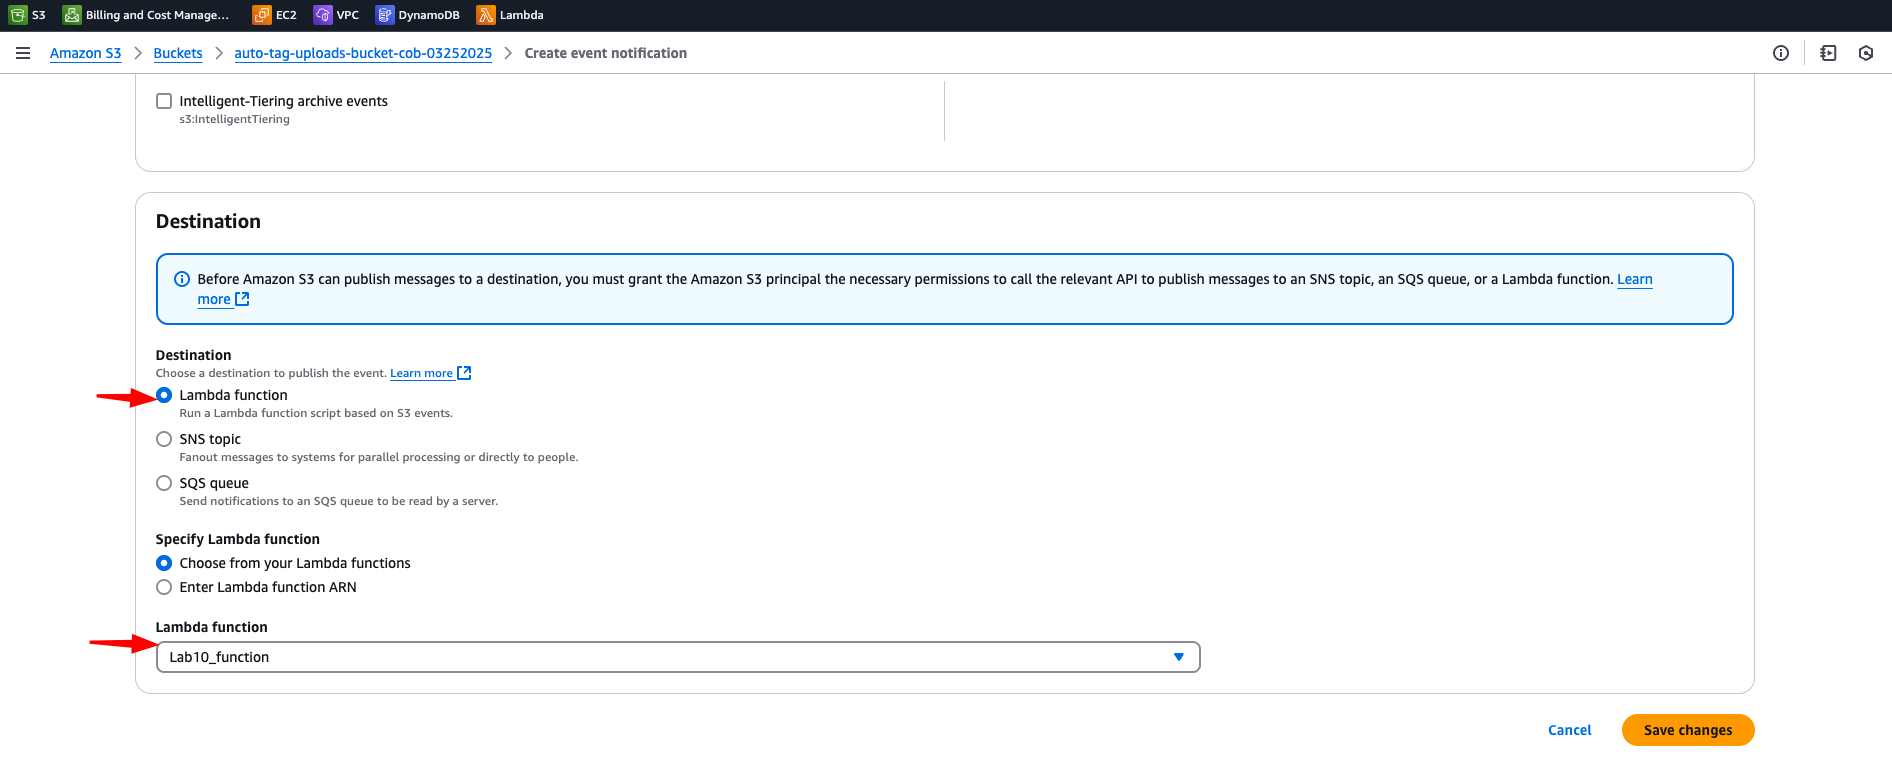 S3 Billing and Cost Manage... EC2 VPC DynamoDB Lambda
Amazon S3 Buckets auto-tag-uploads-bucket-cob-03252025 Create event notification
Intelligent-Tiering archive events
s3:IntelligentTiering
Destination
Before Amazon S3 can publish messages to a destination, you must grant the Amazon S3 principal the necessary permissions to call the relevant API to publish messages to an SNS topic, an SQS queue, or a Lambda function. Learn
more
Destination
Choose a destination to publish the event. Learn more
Lambda function
Run a Lambda function script based on S3 events.
SNS topic
Fanout messages to systems for parallel processing or directly to people.
SQS queue
Send notifications to an SQS queue to be read by a server.
Specify Lambda function
Choose from your Lambda functions
Enter Lambda function ARN
Lambda function
Lab10_function
Cancel Save changes